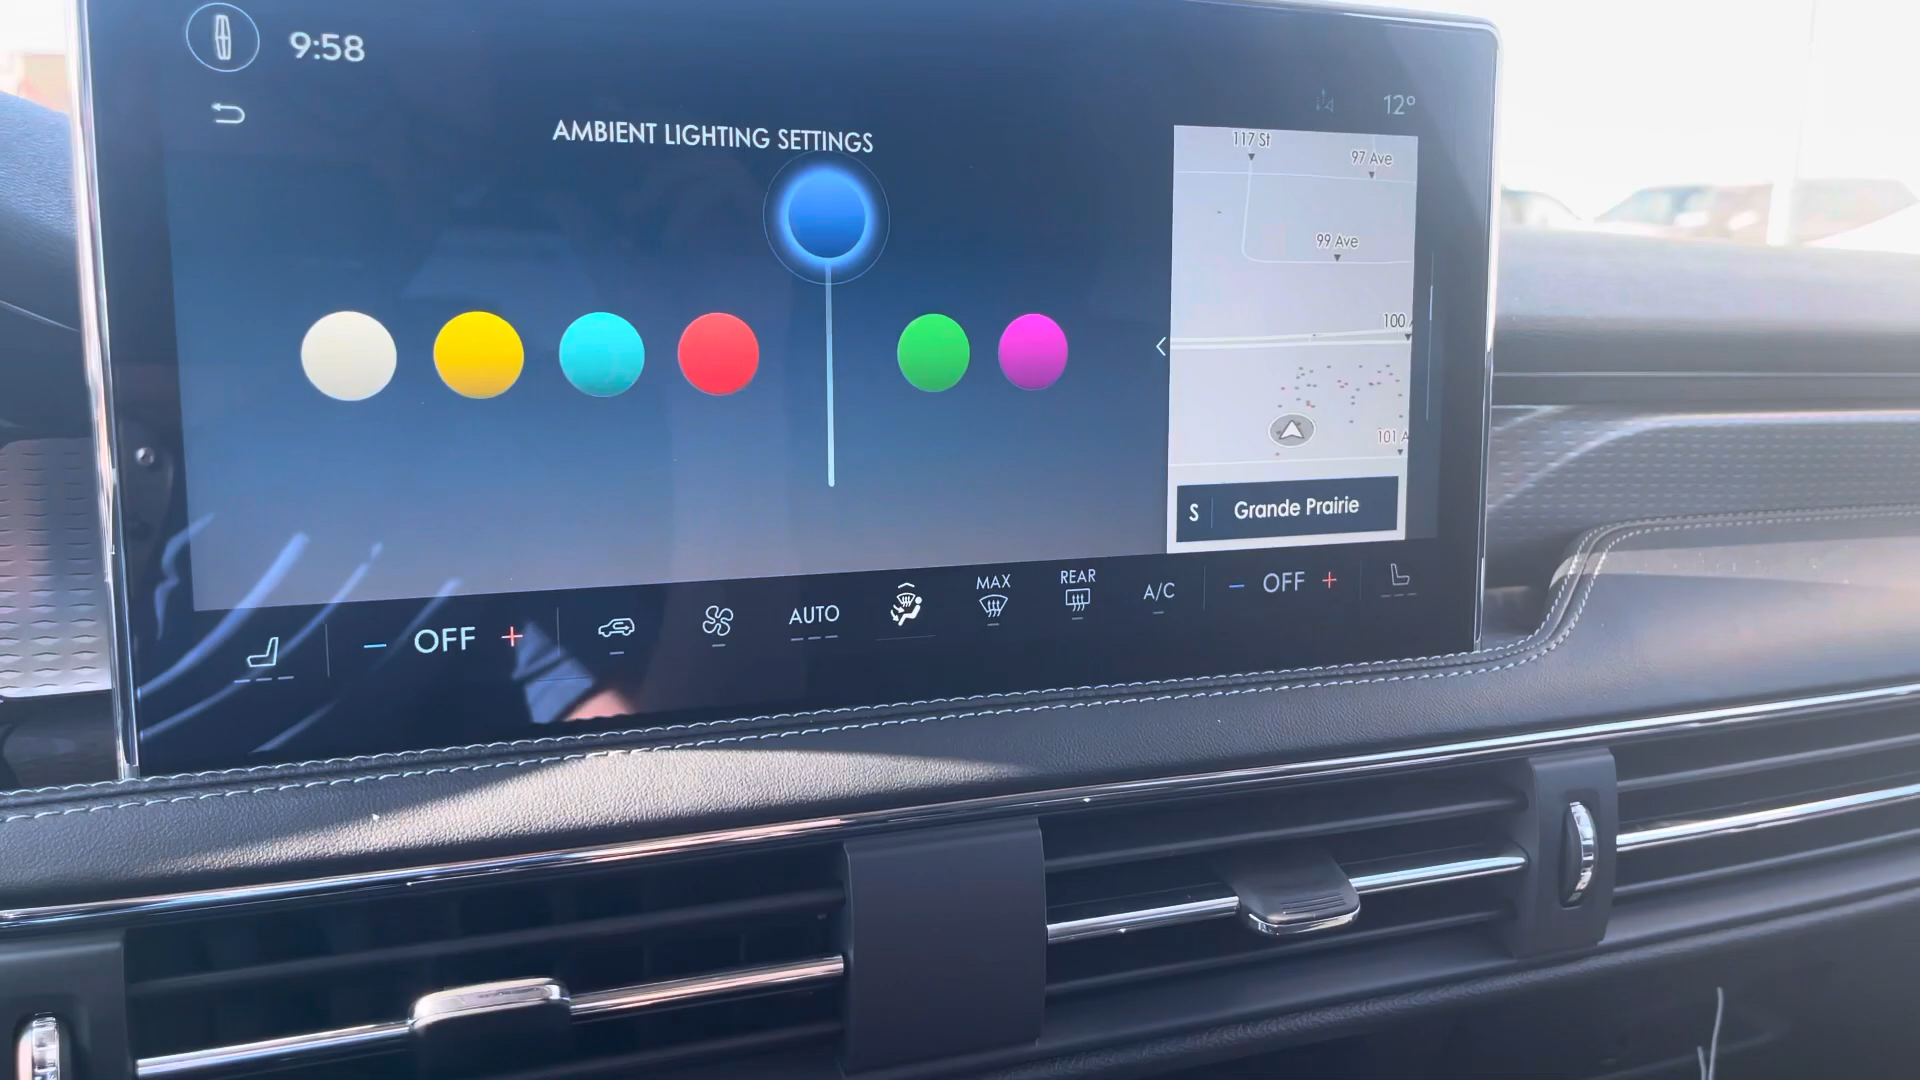 9:58
12°
AMBIENT LIGHTING SETTINGS
117 St
97 Ave
99 Ave
100
101 A
S Grande Prairie
MAX
REAR
OFF
AUTO
A/C
OFF